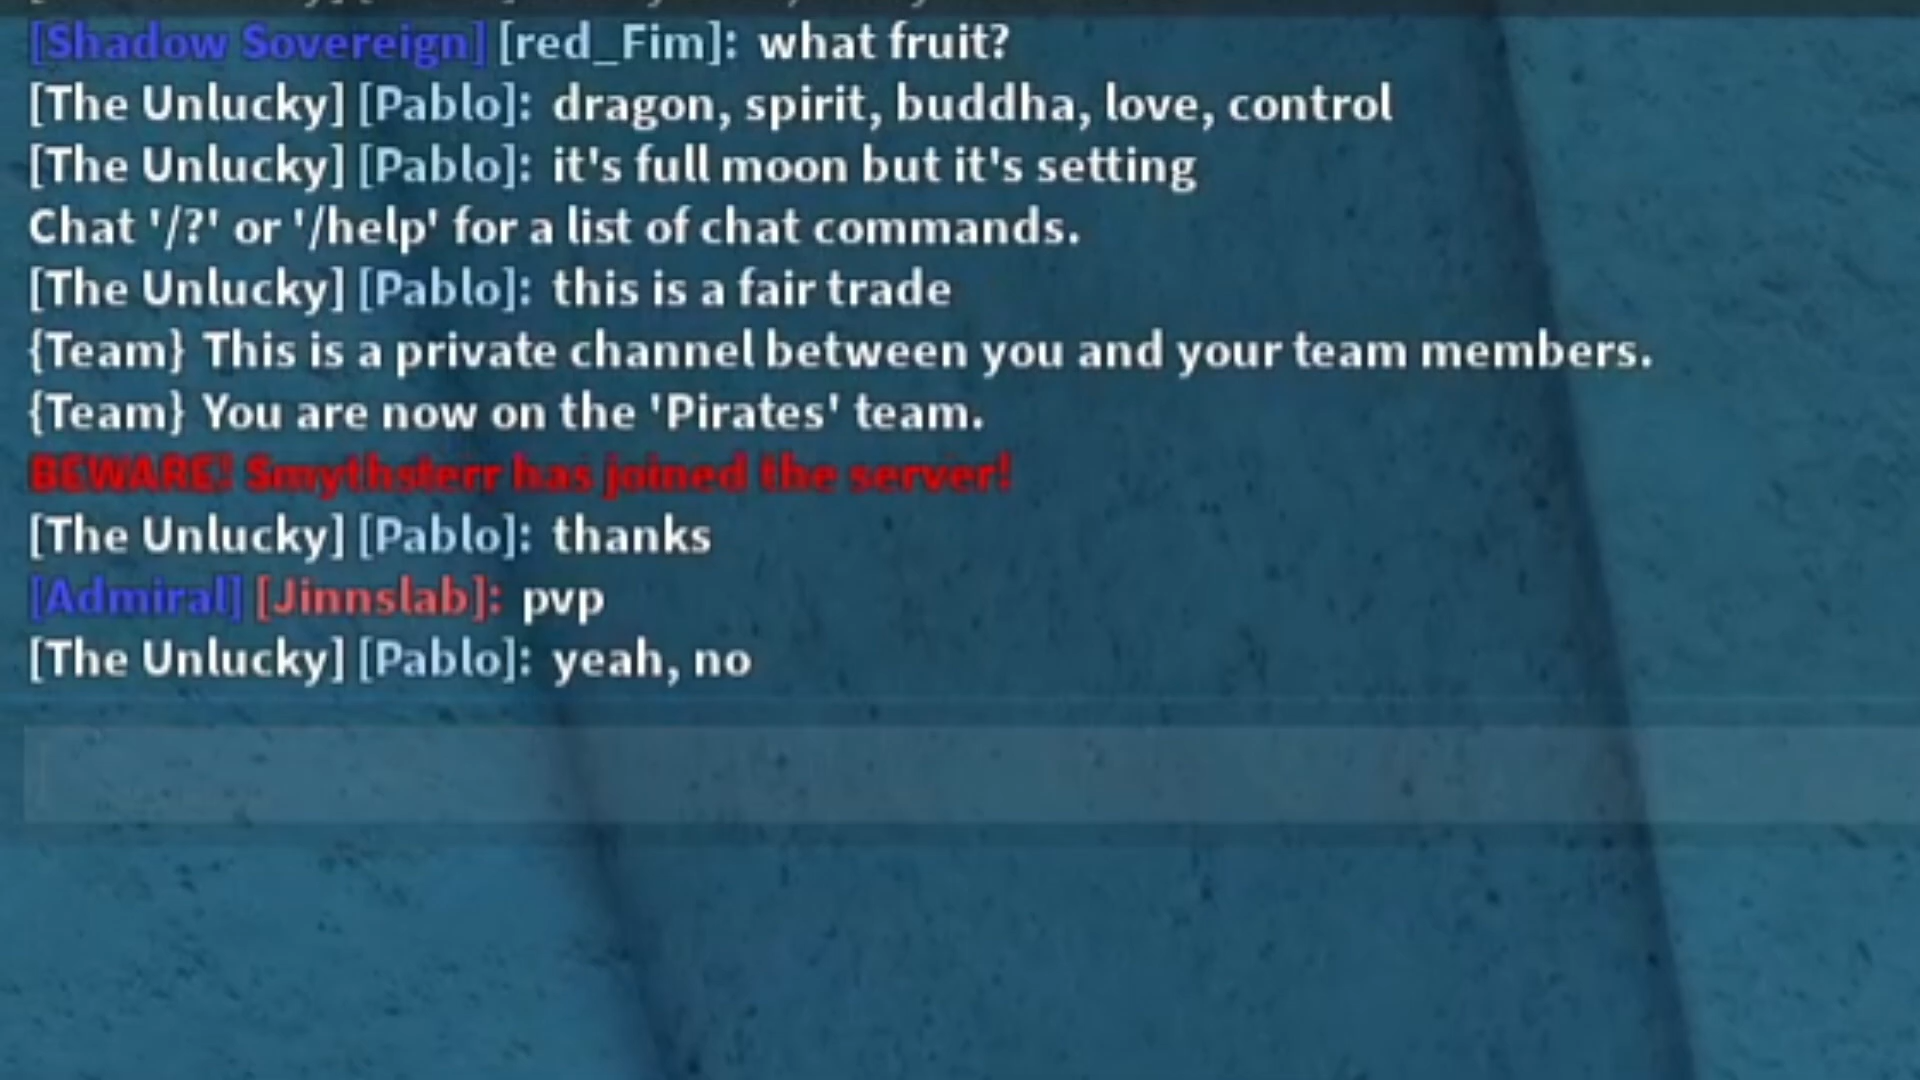 [Shadow Sovereign] [red_Fim]: what fruit?
[The Unlucky] [Pablo]: dragon, spirit, buddha, love, control
[The Unlucky] [Pablo]: it's full moon but it's setting
Chat '/?' or '/help' for a list of chat commands.
[The Unlucky] [Pablo]: this is a fair trade
{Team} This is a private channel between you and your team members.
{Team} You are now on the 'Pirates' team.
BEWARE! Smythsterr has joined the server!
[The Unlucky] [Pablo]: thanks
[Admiral] [Jinnslab]: pvp
[The Unlucky] [Pablo]: yeah, no